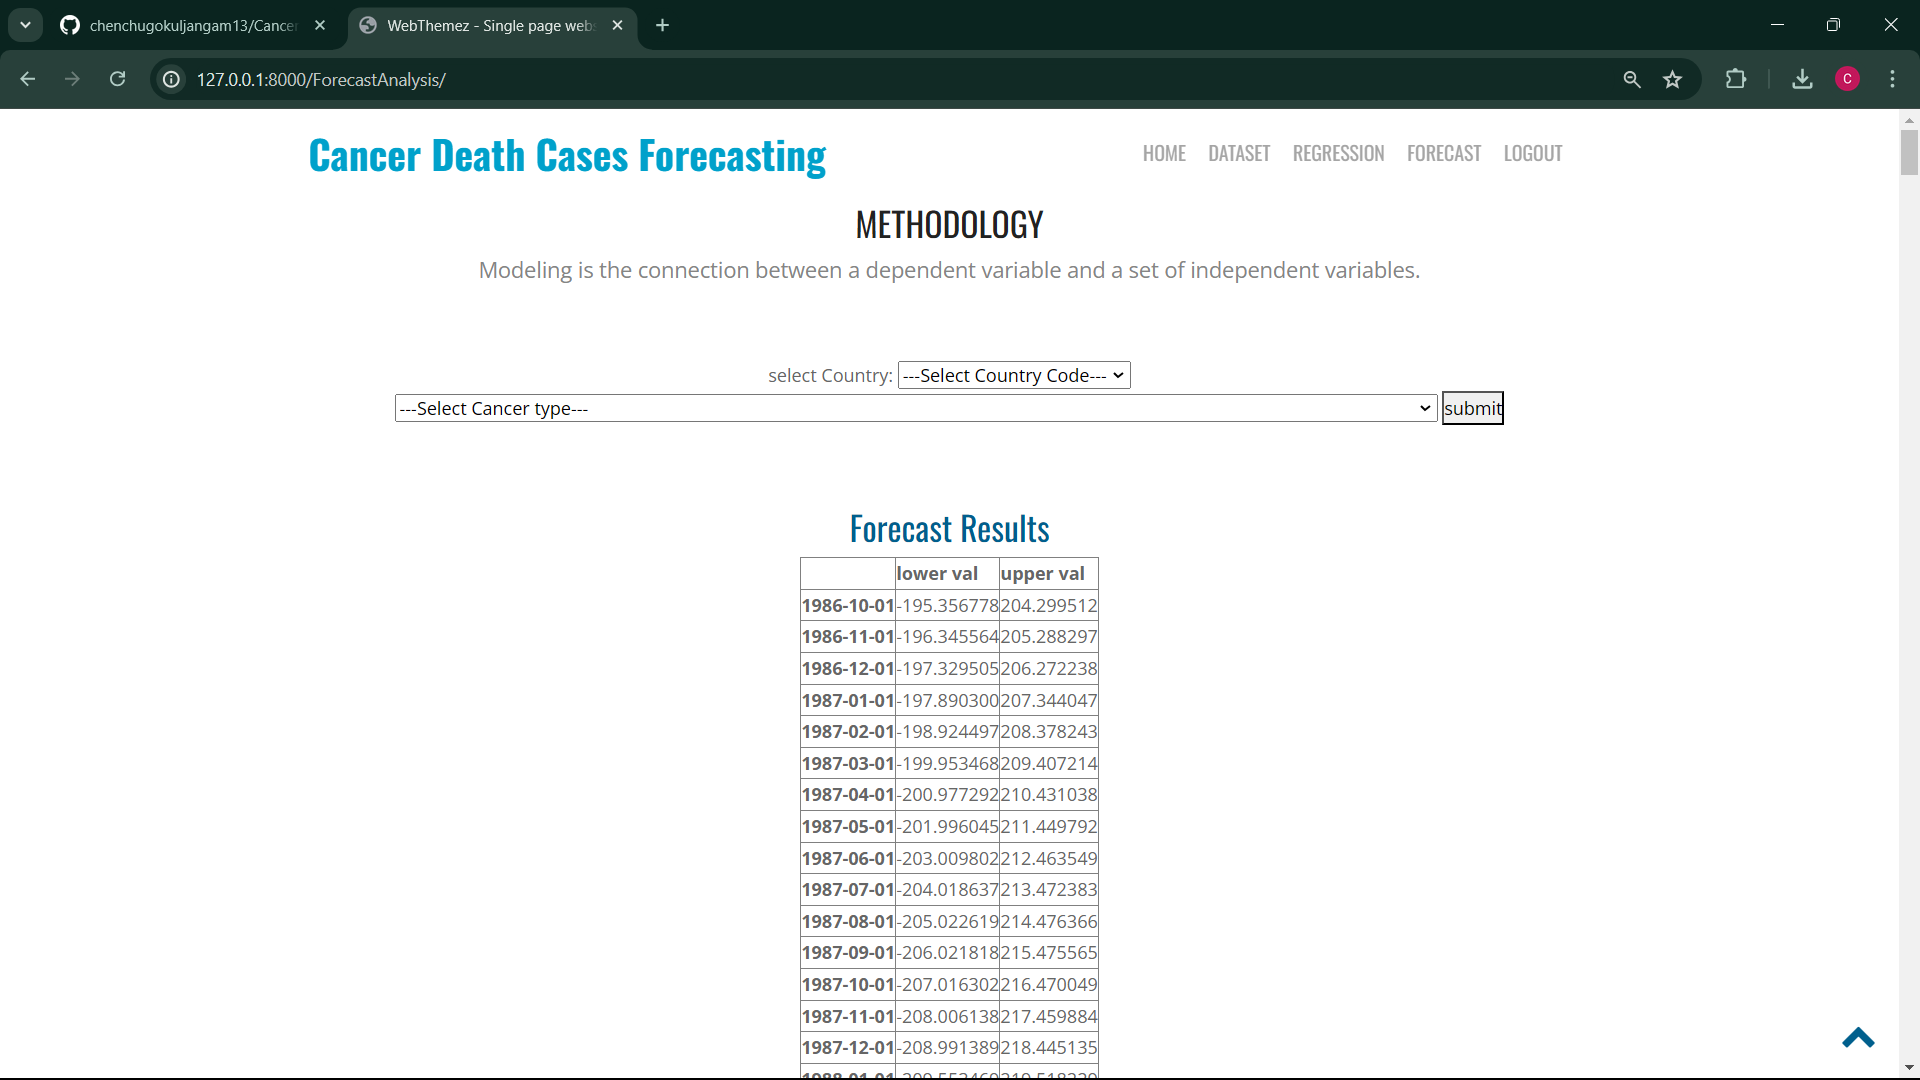 chenchugokuljangam13/Cancer
WebThemez - Single page webs
127.0.0.1:8000/ForecastAnalysis/
C
Cancer Death Cases Forecasting
HOME DATASET REGRESSION FORECAST LOGOUT
METHODOLOGY
Modeling is the connection between a dependent variable and a set of independent variables.
select Country: ---Select Country Code---
---Select Cancer type--- submit
Forecast Results
lower val upper val
1986-10-01 -195.356778 204.299512
1986-11-01 -196.345564 205.288297
1986-12-01 -197.329505 206.272238
1987-01-01 -197.890300 207.344047
1987-02-01 -198.924497 208.378243
1987-03-01 -199.953468 209.407214
1987-04-01 -200.977292 210.431038
1987-05-01 -201.996045 211.449792
1987-06-01 -203.009802 212.463549
1987-07-01 -204.018637 213.472383
1987-08-01 -205.022619 214.476366
1987-09-01 -206.021818 215.475565
1987-10-01 -207.016302 216.470049
1987-11-01 -208.006138 217.459884
1987-12-01 -208.991389 218.445135